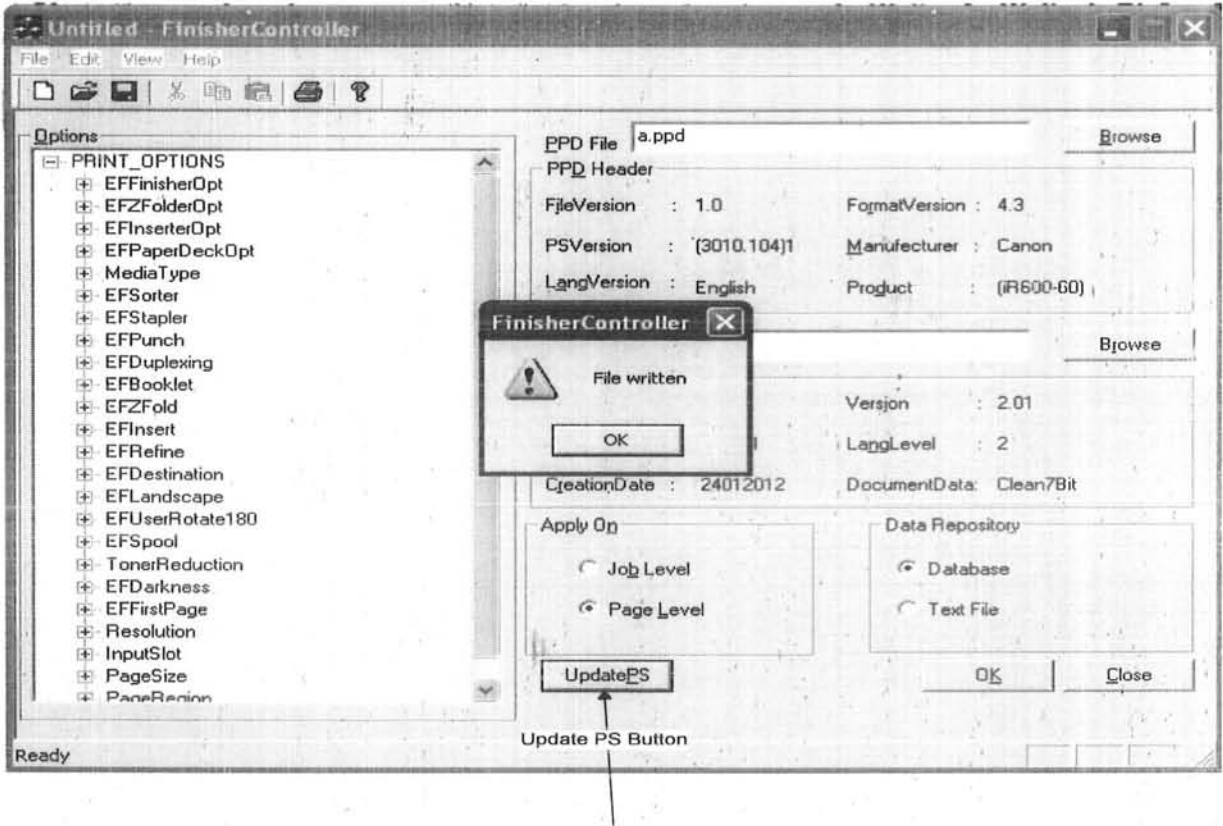 Untitled - FinisherController
File Edit View Help
Options
PRINT_OPTIONS
EFFinisherOpt
EFZFolderOpt
EFInserterOpt
EFPaperDeckOpt
MediaType
EFSorter
EFStapler
EFPunch
EFDuplexing
EFBooklet
EFZFold
EFInsert
EFRefine
EFDestination
EFLandscape
EFUserRotate180
EFSpool
TonerReduction
EFDarkness
EFFirstPage
Resolution
InputSlot
PageSize
PageRegion
PPD File a.ppd Browse
PPD Header
FileVersion : 1.0 FormatVersion : 4.3
PSVersion : (3010.104)1 Manufecturer : Canon
LangVersion : English Product : (iR600-60)
Browse
FinisherController
File written
OK
Version : 2.01
LangLevel : 2
CreationDate : 24012012 DocumentData: Clean7Bit
Apply On
Job Level
Page Level
Data Repository
Database
Text File
UpdatePS OK Close
Update PS Button
Ready